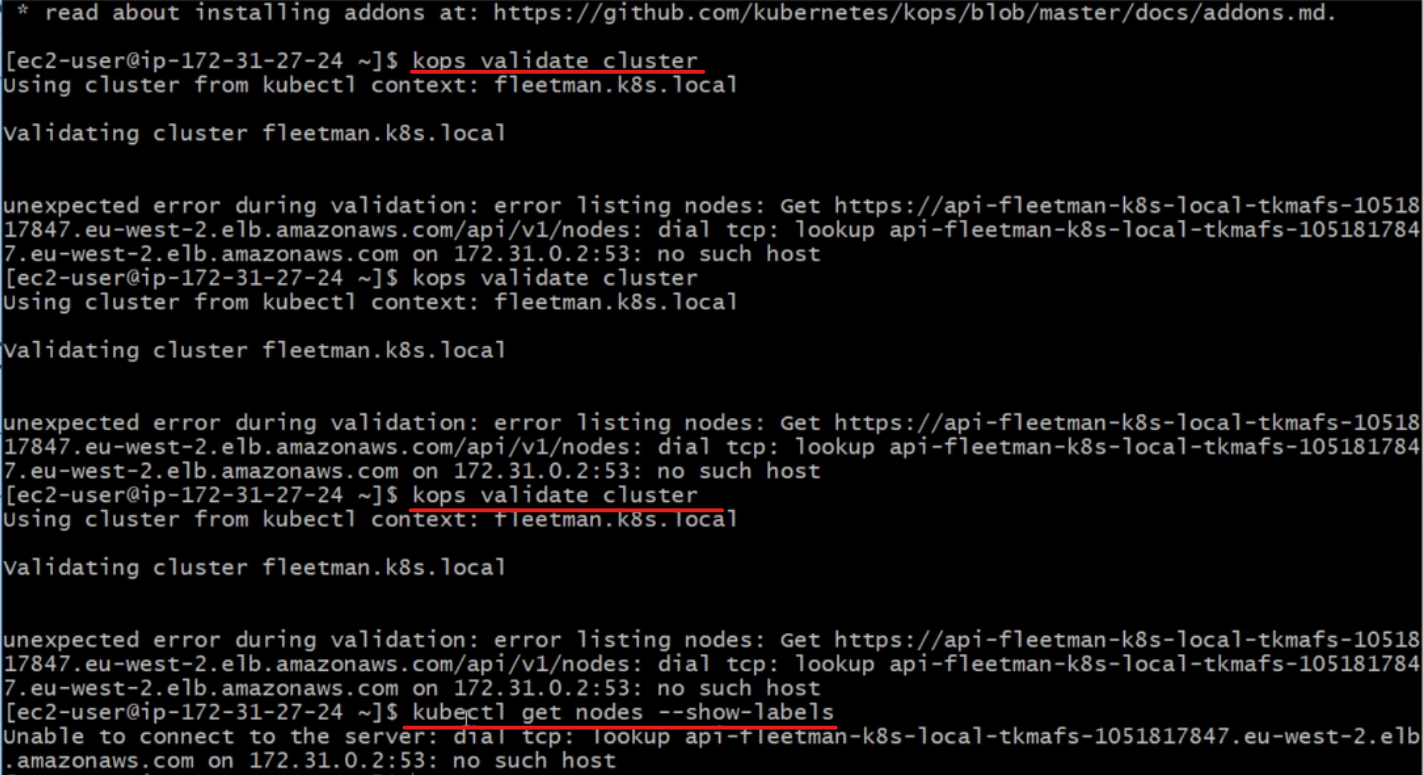 * read about installing addons at: https://github.com/kubernetes/kops/blob/master/docs/addons.md.
[ec2-user@ip-172-31-27-24 ~]$ kops validate cluster
Using cluster from kubectl context: fleetman.k8s.local
Validating cluster fleetman.k8s.local
unexpected error during validation: error listing nodes: Get https://api-fleetman-k8s-local-tkmafs-10518
17847.eu-west-2.elb.amazonaws.com/api/v1/nodes: dial tcp: lookup api-fleetman-k8s-local-tkmafs-105181784
7.eu-west-2.elb.amazonaws.com on 172.31.0.2:53: no such host
[ec2-user@ip-172-31-27-24 ~]$ kops validate cluster
Using cluster from kubectl context: fleetman.k8s.local
Validating cluster fleetman.k8s.local
unexpected error during validation: error listing nodes: Get https://api-fleetman-k8s-local-tkmafs-10518
17847.eu-west-2.elb.amazonaws.com/api/v1/nodes: dial tcp: lookup api-fleetman-k8s-local-tkmafs-105181784
7.eu-west-2.elb.amazonaws.com on 172.31.0.2:53: no such host
[ec2-user@ip-172-31-27-24 ~]$ kops validate cluster
Using cluster from kubectl context: fleetman.k8s.local
Validating cluster fleetman.k8s.local
unexpected error during validation: error listing nodes: Get https://api-fleetman-k8s-local-tkmafs-10518
17847.eu-west-2.elb.amazonaws.com/api/v1/nodes: dial tcp: lookup api-fleetman-k8s-local-tkmafs-105181784
7.eu-west-2.elb.amazonaws.com on 172.31.0.2:53: no such host
[ec2-user@ip-172-31-27-24 ~]$ kubectl get nodes --show-labels
Unable to connect to the server: dial tcp: lookup api-fleetman-k8s-local-tkmafs-1051817847.eu-west-2.elb
.amazonaws.com on 172.31.0.2:53: no such host